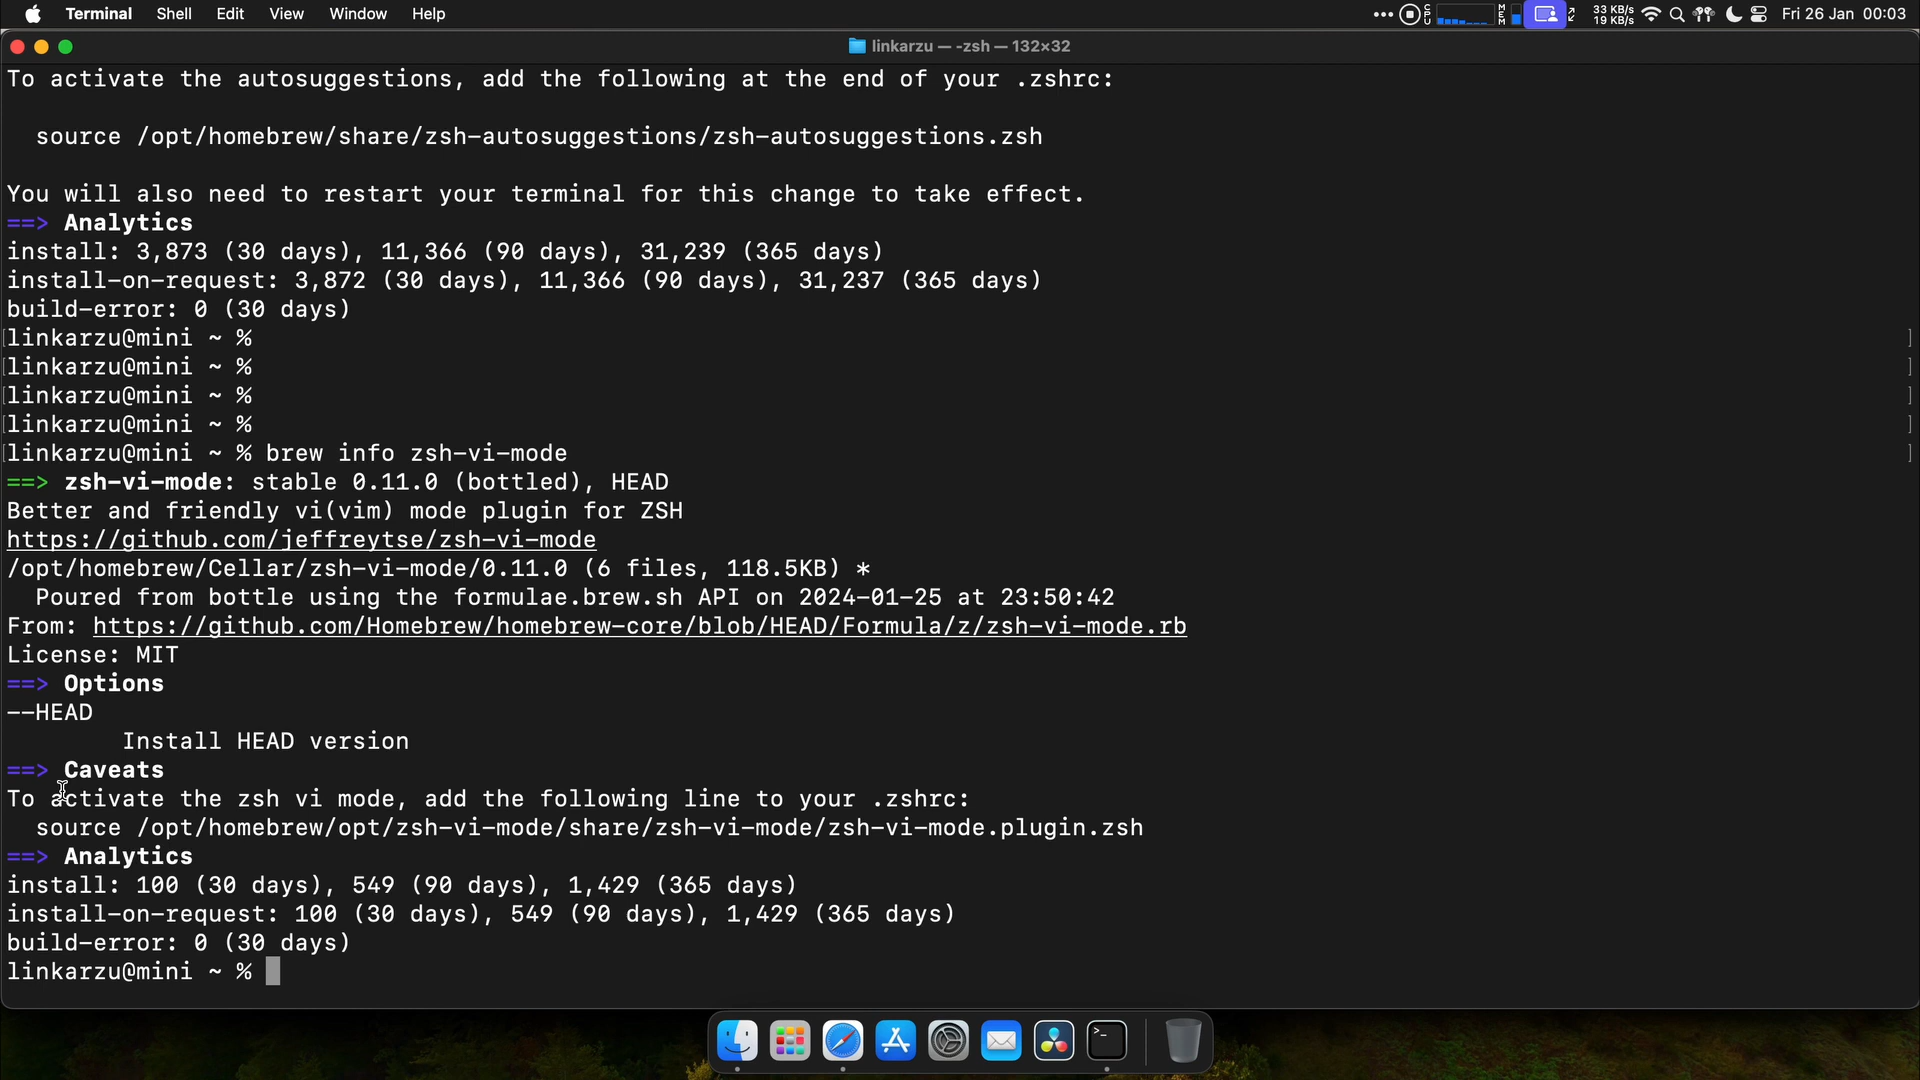 Terminal Shell Edit View Window Help
CPU MEM 33 KB/s 19 KB/s Fri 26 Jan 00:03
linkarzu — -zsh — 132×32
To activate the autosuggestions, add the following at the end of your .zshrc:
source /opt/homebrew/share/zsh-autosuggestions/zsh-autosuggestions.zsh
You will also need to restart your terminal for this change to take effect.
==> Analytics
install: 3,873 (30 days), 11,366 (90 days), 31,239 (365 days)
install-on-request: 3,872 (30 days), 11,366 (90 days), 31,237 (365 days)
build-error: 0 (30 days)
[linkarzu@mini ~ % ]
[linkarzu@mini ~ % ]
[linkarzu@mini ~ % ]
[linkarzu@mini ~ % ]
[linkarzu@mini ~ % brew info zsh-vi-mode ]
==> zsh-vi-mode: stable 0.11.0 (bottled), HEAD
Better and friendly vi(vim) mode plugin for ZSH
https://github.com/jeffreytse/zsh-vi-mode
/opt/homebrew/Cellar/zsh-vi-mode/0.11.0 (6 files, 118.5KB) *
Poured from bottle using the formulae.brew.sh API on 2024-01-25 at 23:50:42
From: https://github.com/Homebrew/homebrew-core/blob/HEAD/Formula/z/zsh-vi-mode.rb
License: MIT
==> Options
--HEAD
Install HEAD version
==> Caveats
To activate the zsh vi mode, add the following line to your .zshrc:
source /opt/homebrew/opt/zsh-vi-mode/share/zsh-vi-mode/zsh-vi-mode.plugin.zsh
==> Analytics
install: 100 (30 days), 549 (90 days), 1,429 (365 days)
install-on-request: 100 (30 days), 549 (90 days), 1,429 (365 days)
build-error: 0 (30 days)
linkarzu@mini ~ %